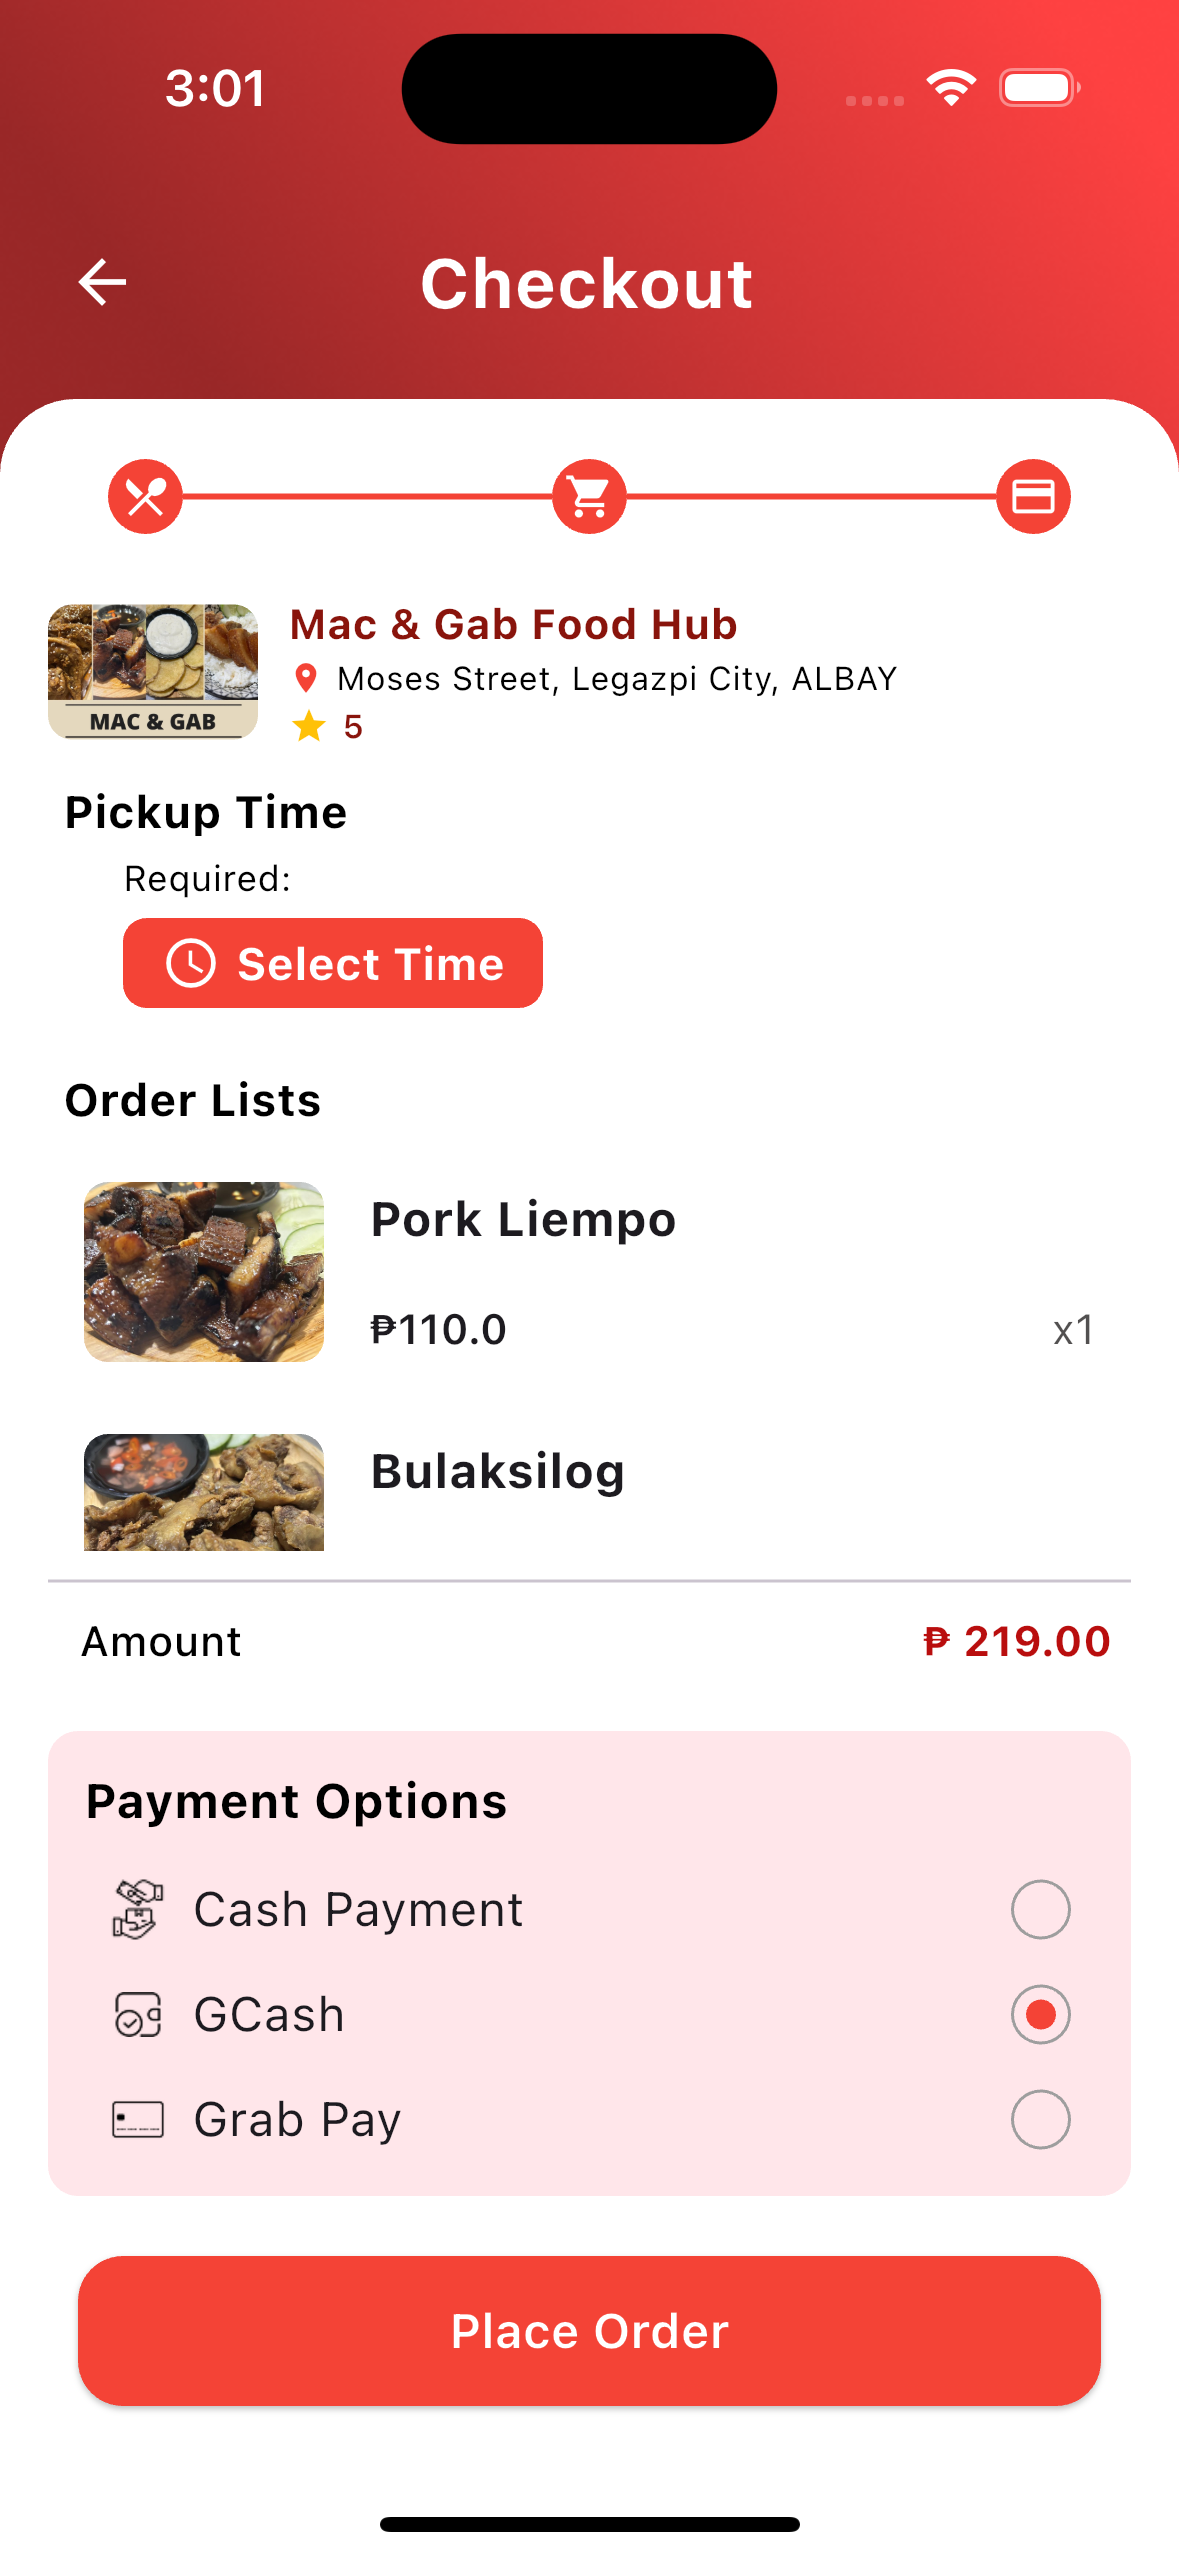 3:01
Checkout
Mac & Gab Food Hub
Moses Street, Legazpi City, ALBAY
MAC & GAB
5
Pickup Time
Required:
Select Time
Order Lists
Pork Liempo
₱110.0 x1
Bulaksilog
Amount ₱ 219.00
Payment Options
Cash Payment
GCash
Grab Pay
Place Order